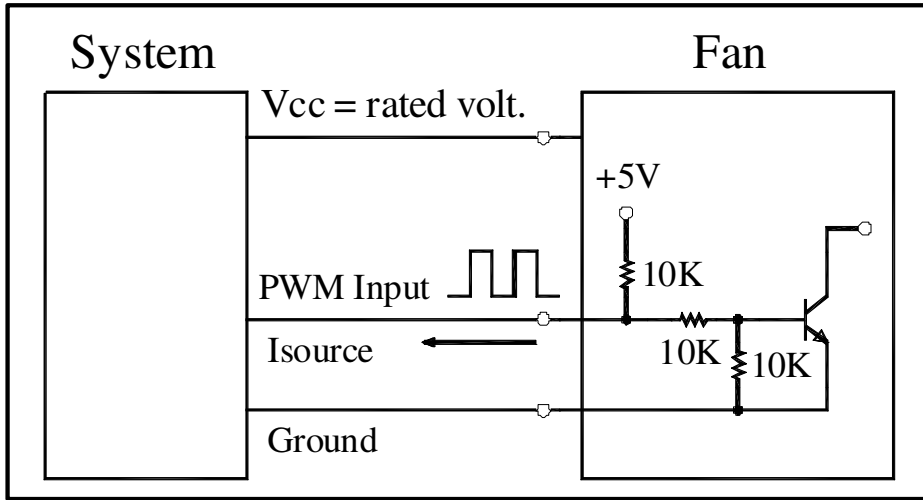 System
Fan
Vcc = rated volt.
+5V
10K
PWM Input
Isource
10K
10K
Ground